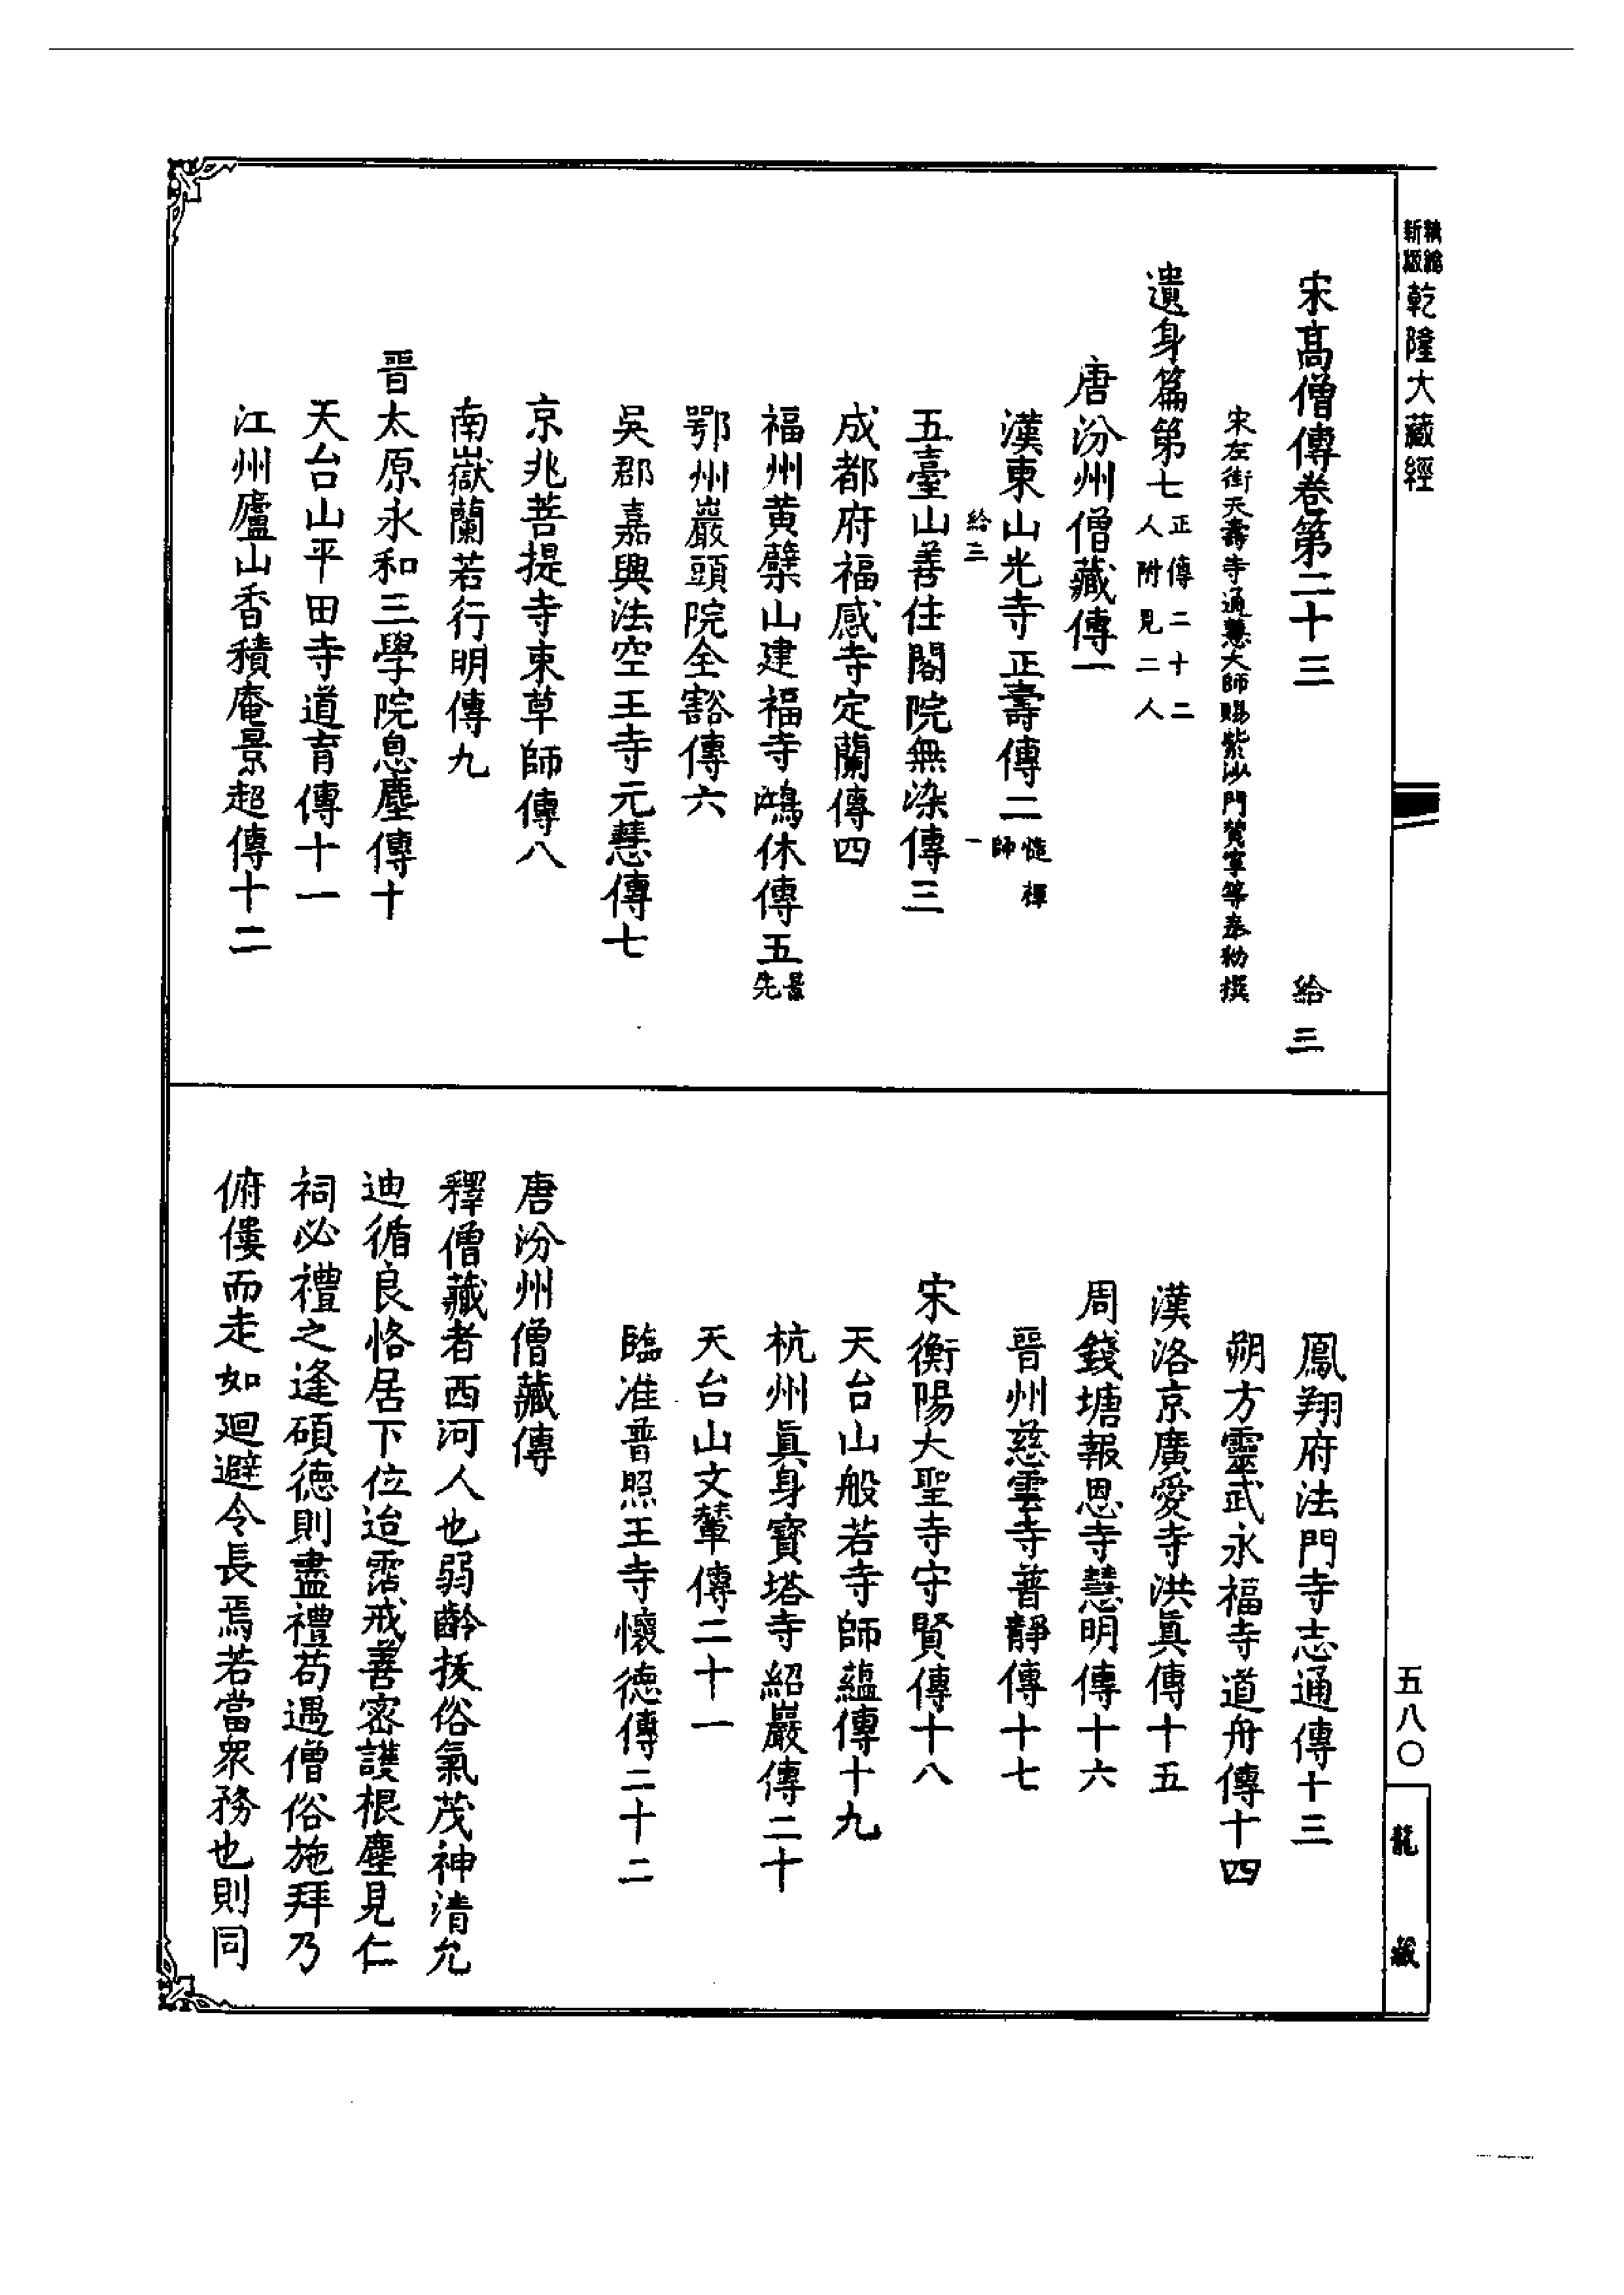 新版精縮乾隆大藏經
宋高僧傳卷第二十三 給三
宋左街天壽寺通慧大師賜紫沙門贊寧等奉勅撰
遺身篇第七正傳二十二人附見二人
唐汾州僧藏傳一
漢東山光寺正壽傳二慥禪師
給三 一
五臺山善住閣院無染傳三
成都府福感寺定蘭傳四
福州黃蘗山建福寺鴻休傳五景先
鄂州巖頭院全豁傳六
吳郡嘉興法空王寺元慧傳七
京兆菩提寺束草師傳八
南嶽蘭若行明傳九
晉太原永和三學院息塵傳十
天台山平田寺道育傳十一
江州廬山香積庵景超傳十二
鳳翔府法門寺志通傳十三
朔方靈武永福寺道舟傳十四
漢洛京廣愛寺洪眞傳十五
周錢塘報恩寺慧明傳十六
晉州慈雲寺普靜傳十七
宋衡陽大聖寺守賢傳十八
天台山般若寺師蘊傳十九
杭州眞身寶塔寺紹巖傳二十
天台山文輦傳二十一
臨淮普照王寺懷德傳二十二
唐汾州僧藏傳
釋僧藏者西河人也弱齡拔俗氣茂神清允
迪循良恪居下位迨霑戒善密護根塵見仁
祠必禮之逢碩德則盡禮苟遇僧俗施拜乃
俯僂而走如迴避令長焉若當衆務也則同
五八〇
龍藏